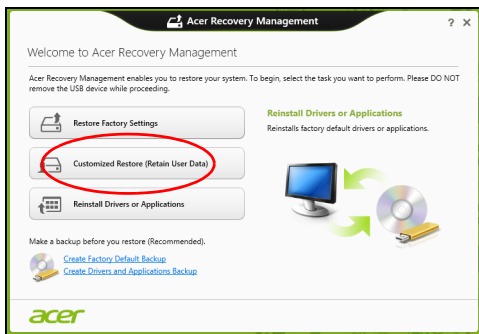 Acer Recovery Management
Welcome to Acer Recovery Management
Acer Recovery Management enables you to restore your system. To begin, select the task you want to perform. Please DO NOT
remove the USB device while proceeding.
Restore Factory Settings
Customized Restore (Retain User Data)
Reinstall Drivers or Applications
Reinstall Drivers or Applications
Reinstalls factory default drivers or applications.
Make a backup before you restore (Recommended).
Create Factory Default Backup
Create Drivers and Applications Backup
acer